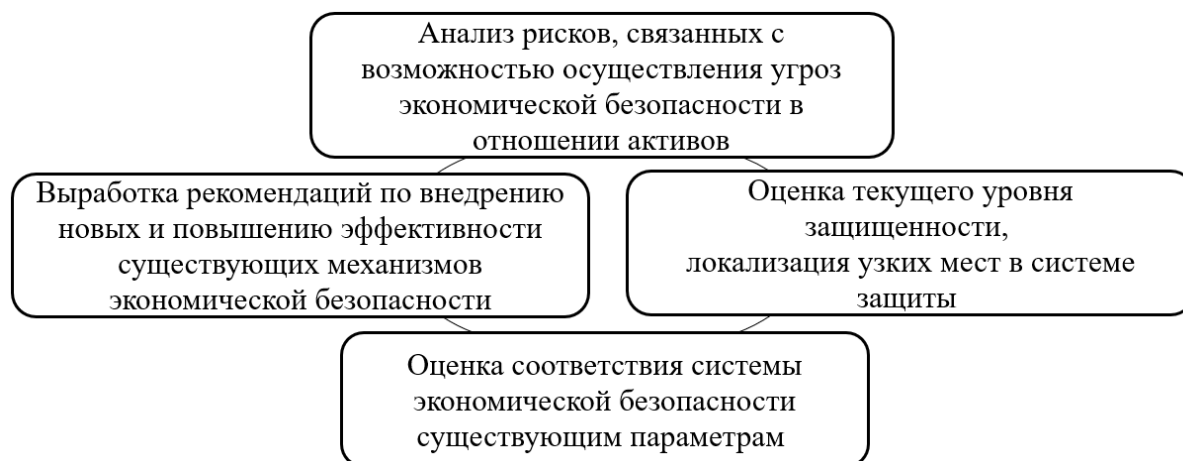 Анализ рисков, связанных с
возможностью осуществления угроз
экономической безопасности в
отношении активов
Выработка рекомендаций по внедрению
новых и повышению эффективности
существующих механизмов
экономической безопасности
Оценка текущего уровня
защищенности,
локализация узких мест в системе
защиты
Оценка соответствия системы
экономической безопасности
существующим параметрам